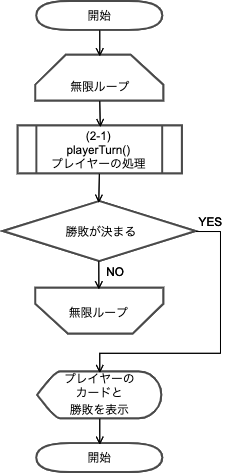 開始
無限ループ
(2-1)
playerTurn()
プレイヤーの処理
勝敗が決まる
YES
NO
無限ループ
プレイヤーの
カードと
勝敗を表示
開始